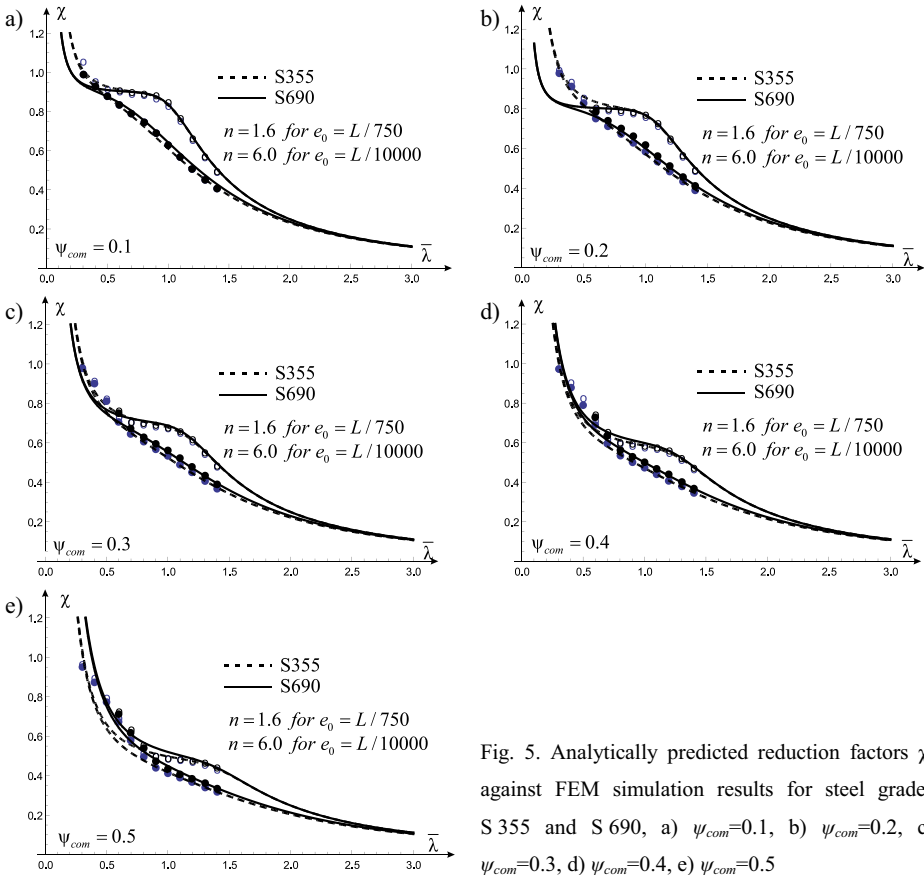 a)
χ
1.2
1.0
0.8
0.6
0.4
0.2
0.0 0.5 1.0 1.5 2.0 2.5 3.0
S355
S690
n = 1.6 for e₀ = L / 750
n = 6.0 for e₀ = L / 10000
ψcom = 0.1
λ̅
b)
χ
1.2
1.0
0.8
0.6
0.4
0.2
0.0 0.5 1.0 1.5 2.0 2.5 3.0
S355
S690
n = 1.6 for e₀ = L / 750
n = 6.0 for e₀ = L / 10000
ψcom = 0.2
λ̅
c)
χ
1.2
1.0
0.8
0.6
0.4
0.2
0.0 0.5 1.0 1.5 2.0 2.5 3.0
S355
S690
n = 1.6 for e₀ = L / 750
n = 6.0 for e₀ = L / 10000
ψcom = 0.3
λ̅
d)
χ
1.2
1.0
0.8
0.6
0.4
0.2
0.0 0.5 1.0 1.5 2.0 2.5 3.0
S355
S690
n = 1.6 for e₀ = L / 750
n = 6.0 for e₀ = L / 10000
ψcom = 0.4
λ̅
e)
χ
1.2
1.0
0.8
0.6
0.4
0.2
0.0 0.5 1.0 1.5 2.0 2.5 3.0
S355
S690
n = 1.6 for e₀ = L / 750
n = 6.0 for e₀ = L / 10000
ψcom = 0.5
λ̅
Fig. 5. Analytically predicted reduction factors χ
against FEM simulation results for steel grade
S 355 and S 690, a) ψcom=0.1, b) ψcom=0.2, c
ψcom=0.3, d) ψcom=0.4, e) ψcom=0.5